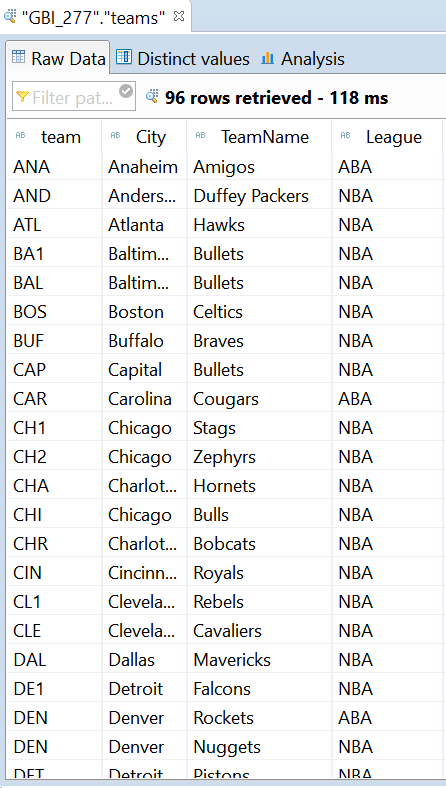 "GBI_277"."teams"
Raw Data Distinct values Analysis
Filter pat... 96 rows retrieved - 118 ms
AB team AB City AB TeamName AB League
ANA Anaheim Amigos ABA
AND Anders... Duffey Packers NBA
ATL Atlanta Hawks NBA
BA1 Baltim... Bullets NBA
BAL Baltim... Bullets NBA
BOS Boston Celtics NBA
BUF Buffalo Braves NBA
CAP Capital Bullets NBA
CAR Carolina Cougars ABA
CH1 Chicago Stags NBA
CH2 Chicago Zephyrs NBA
CHA Charlot... Hornets NBA
CHI Chicago Bulls NBA
CHR Charlot... Bobcats NBA
CIN Cincinn... Royals NBA
CL1 Clevela... Rebels NBA
CLE Clevela... Cavaliers NBA
DAL Dallas Mavericks NBA
DE1 Detroit Falcons NBA
DEN Denver Rockets ABA
DEN Denver Nuggets NBA
DET Detroit Pistons NBA